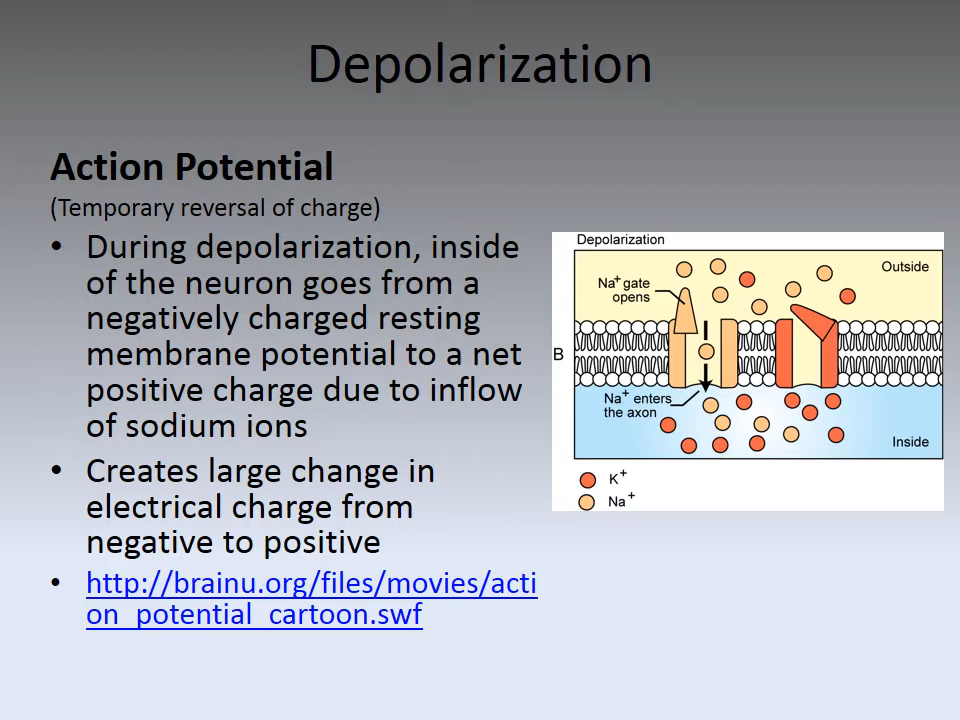 Depolarization
Action Potential
(Temporary reversal of charge)
• During depolarization, inside
of the neuron goes from a
negatively charged resting
membrane potential to a net
positive charge due to inflow
of sodium ions
• Creates large change in
electrical charge from
negative to positive
• http://brainu.org/files/movies/acti
on_potential_cartoon.swf
Depolarization
Outside
Na+ gate
opens
B
Na+ enters
the axon
Inside
K+
Na+